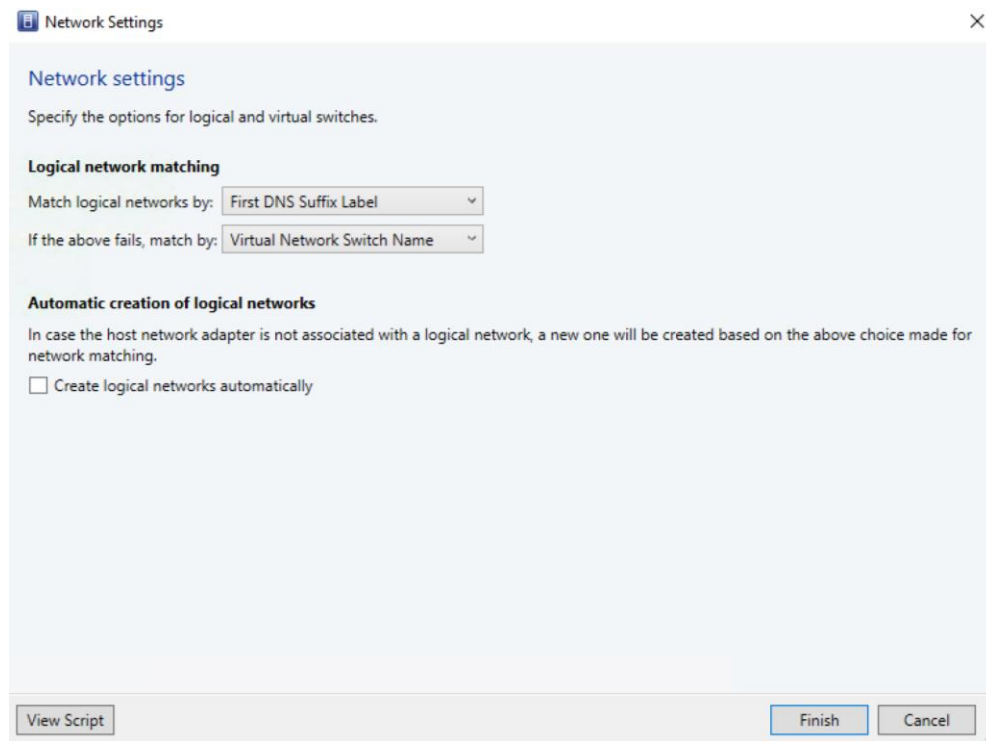 Network Settings
Network settings
Specify the options for logical and virtual switches.
Logical network matching
Match logical networks by: First DNS Suffix Label
If the above fails, match by: Virtual Network Switch Name
Automatic creation of logical networks
In case the host network adapter is not associated with a logical network, a new one will be created based on the above choice made for
network matching.
Create logical networks automatically
View Script Finish Cancel